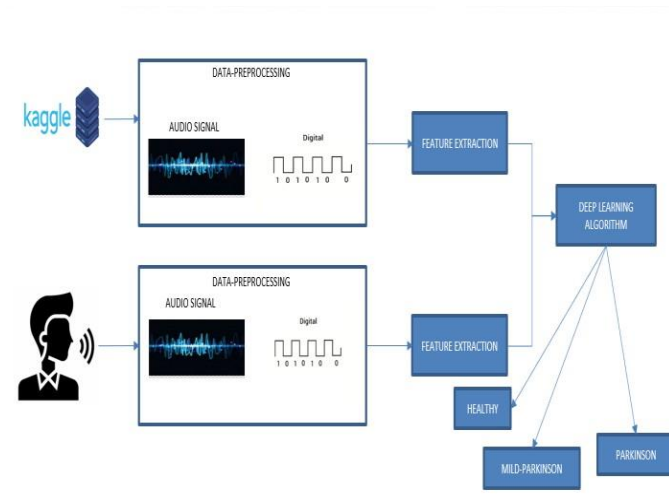 kaggle
DATA-PREPROCESSING
AUDIO SIGNAL
Digital
1 0 1 0 1 0 0
FEATURE EXTRACTION
DEEP LEARNING
ALGORITHM
DATA-PREPROCESSING
AUDIO SIGNAL
Digital
1 0 1 0 1 0 0
FEATURE EXTRACTION
HEALTHY
MILD-PARKINSON
PARKINSON